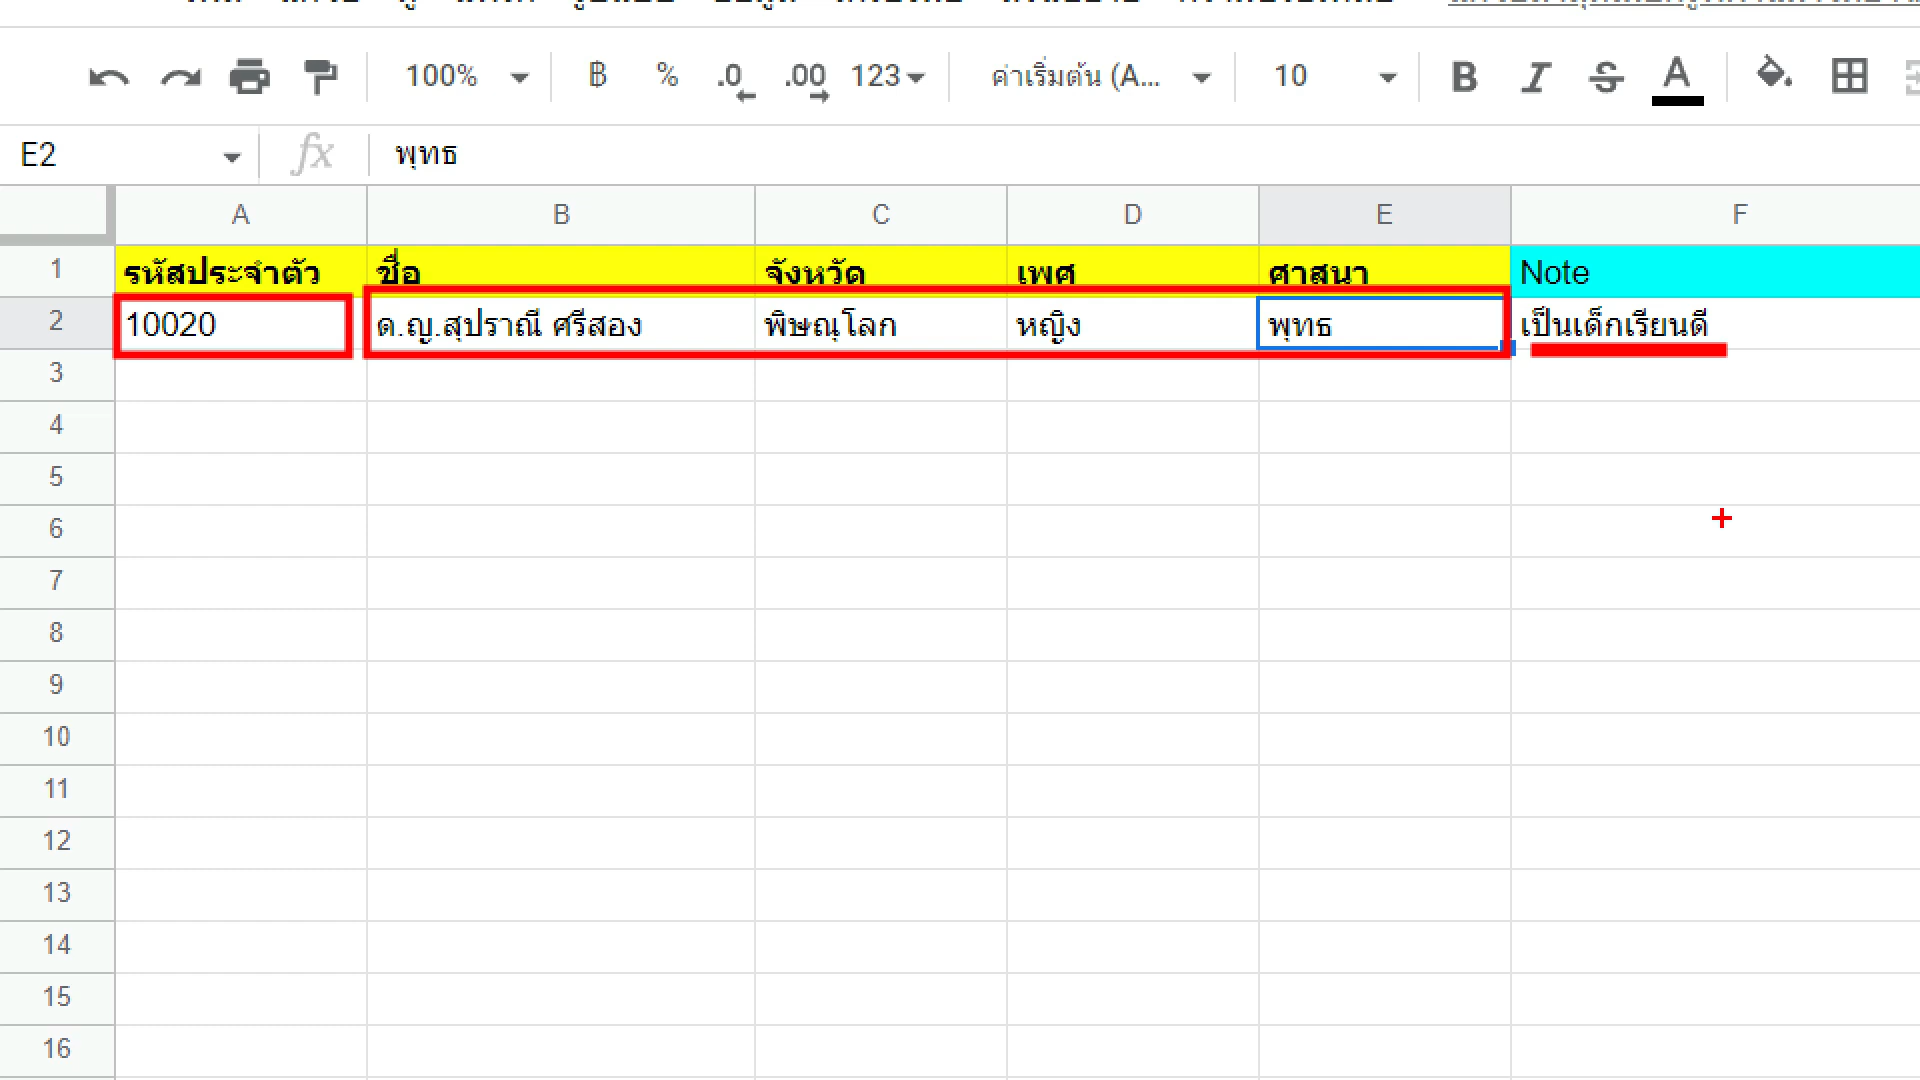 100% ฿ % .0 .00 123 ค่าเริ่มต้น (A... 10 B I S A
E2 fx พุทธ
A B C D E F
1 รหัสประจำตัว ชื่อ จังหวัด เพศ ศาสนา Note
2 10020 ด.ญ.สุปราณี ศรีสอง พิษณุโลก หญิง พุทธ เป็นเด็กเรียนดี
3
4
5
6
7
8
9
10
11
12
13
14
15
16